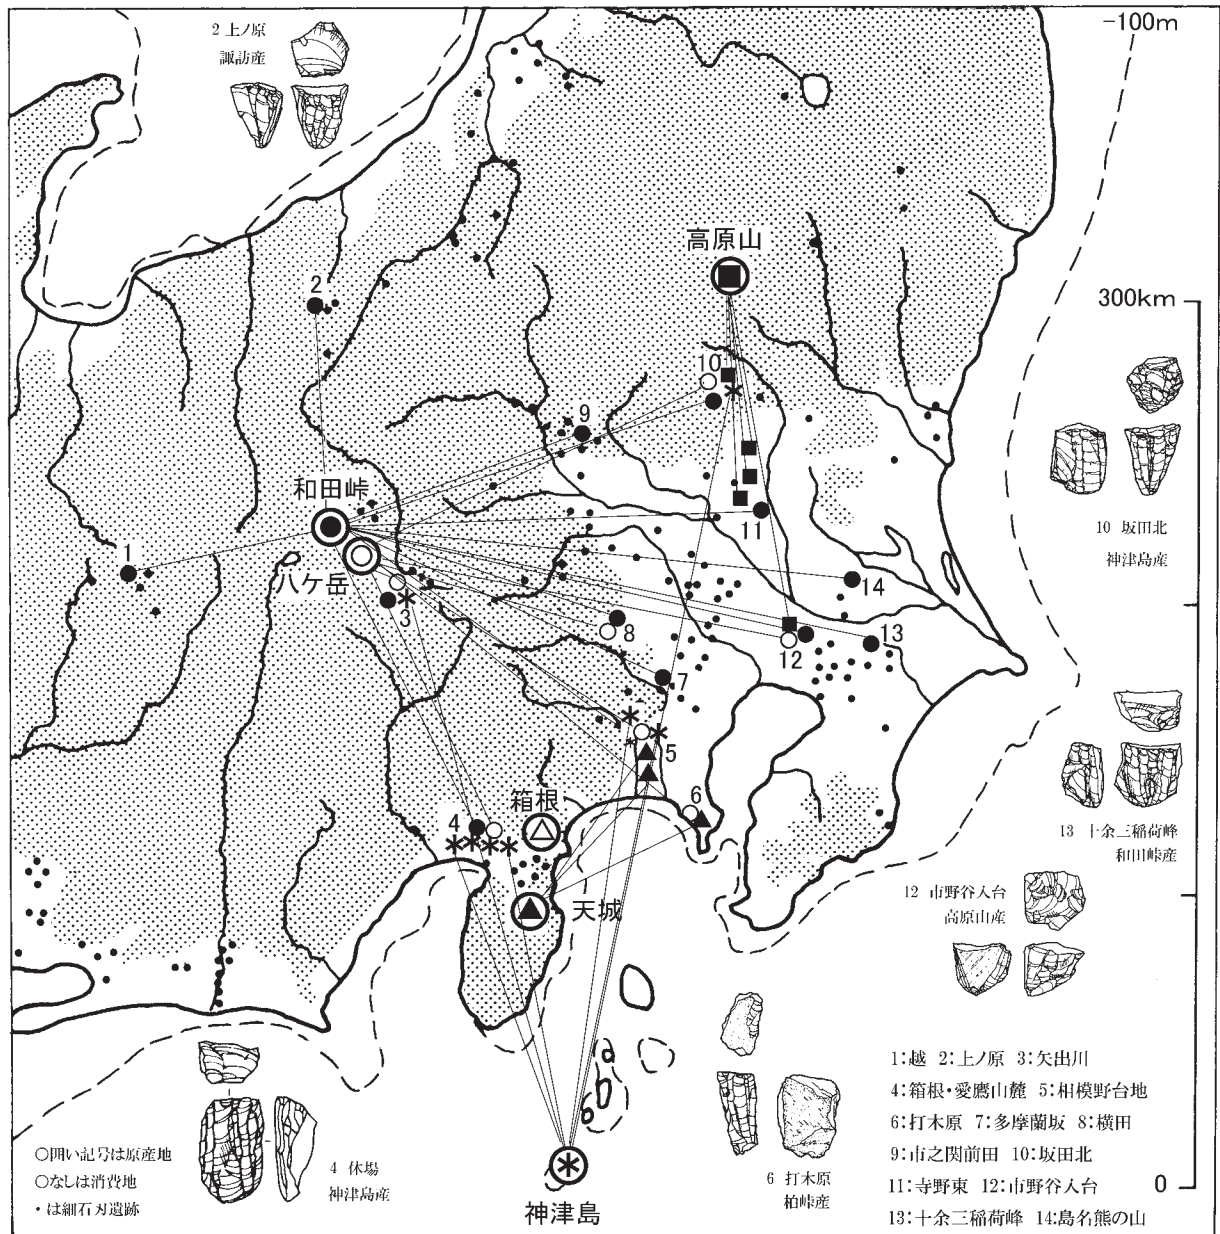 2 上ノ原
諏訪産
-100m
高原山
300km
2
10
9
和田峠
11
1
八ケ岳
3
14
8
12
13
7
5
箱根
6
4
天城
神津島
10 坂田北
神津島産
13 十余三稲荷峰
和田峠産
12 市野谷入台
高原山産
6 打木原
柏峠産
4 休場
神津島産
○囲い記号は原産地
○なしは消費地
・は細石刃遺跡
1:越 2:上ノ原 3:矢出川
4:箱根・愛鷹山麓 5:相模野台地
6:打木原 7:多摩蘭坂 8:横田
9:市之関前田 10:坂田北
11:寺野東 12:市野谷入台
13:十余三稲荷峰 14:島名熊の山
0